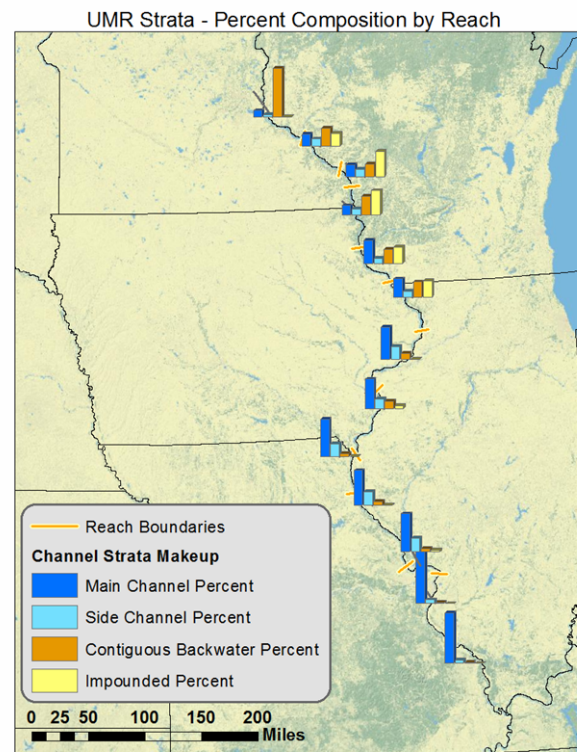 UMR Strata - Percent Composition by Reach
Reach Boundaries
Channel Strata Makeup
Main Channel Percent
Side Channel Percent
Contiguous Backwater Percent
Impounded Percent
0 25 50 100 150 200
Miles